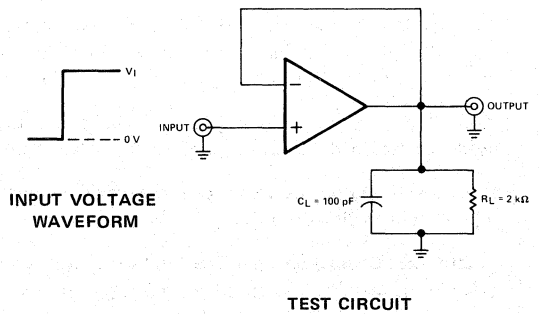 VI
0 V
INPUT VOLTAGE
WAVEFORM
INPUT
−
+
OUTPUT
CL = 100 pF
RL = 2 kΩ
TEST CIRCUIT